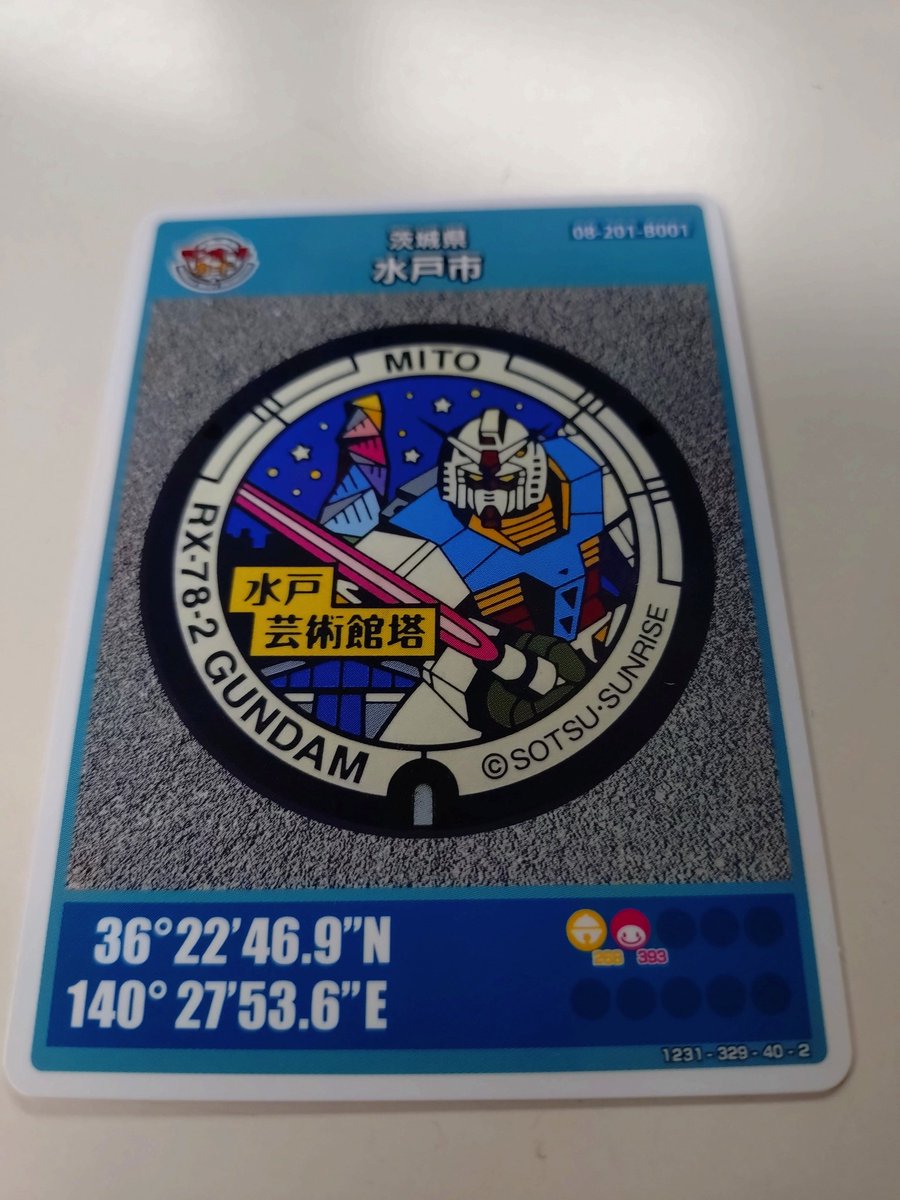 茨城県
水戸市
08-201-B001
MITO
RX-78-2 GUNDAM
水戸
芸術館塔
©SOTSU・SUNRISE
36°22'46.9"N
140°27'53.6"E
393
1231-329-40-2